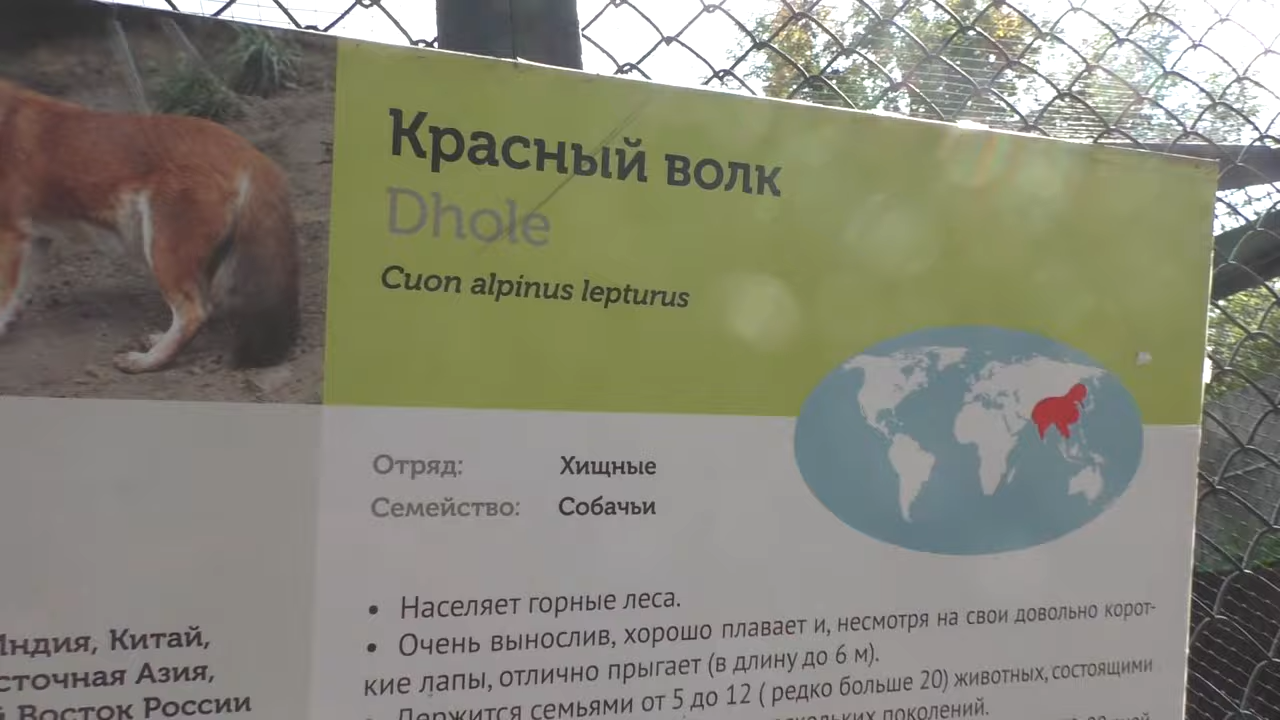 Красный волк
Dhole
Cuon alpinus lepturus
Отряд: Хищные
Семейство: Собачьи
Индия, Китай,
Азия,
Восток России
• Населяет горные леса.
• Очень вынослив, хорошо плавает и, несмотря на свои довольно корот-
кие лапы, отлично прыгает (в длину до 6 м).
• Держится семьями от 5 до 12 ( редко больше 20) животных, состоящими
поколений.